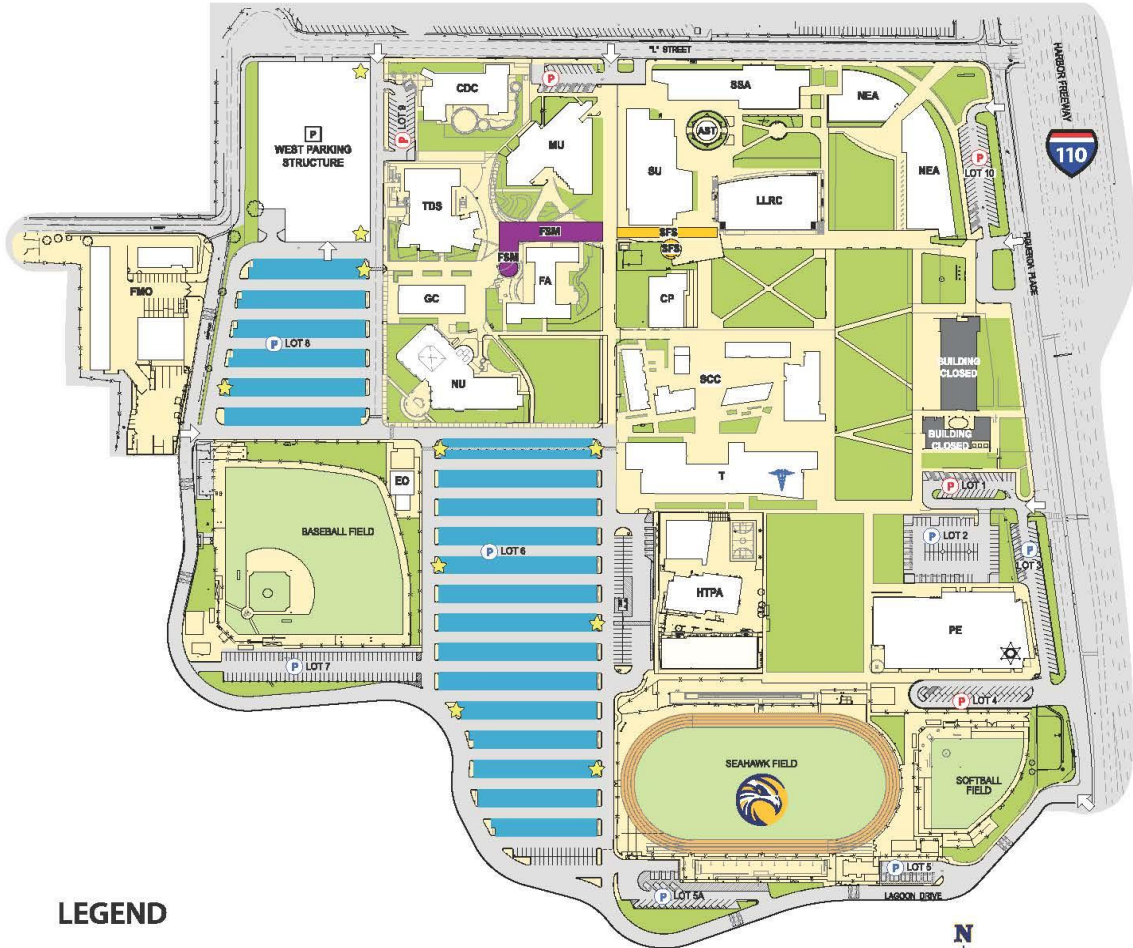 "L" STREET
HARBOR FREEWAY
110
P
WEST PARKING
STRUCTURE
P
LOT 9
CDC
P
MU
SSA
AST
SU
LLRC
NEA
NEA
P
LOT 10
FIGUEROA PLACE
TDS
FSM
FSM
FA
SFS
SFS
CP
GC
NU
FMO
P LOT 8
SCC
BUILDING
CLOSED
BUILDING
CLOSED
T
P LOT 1
P
LOT 2
P
LOT 3
EO
BASEBALL FIELD
P LOT 6
HTPA
PE
P LOT 7
P LOT 4
SEAHAWK FIELD
SOFTBALL
FIELD
P LOT 5
P LOT 5A
LAGOON DRIVE
LEGEND
N